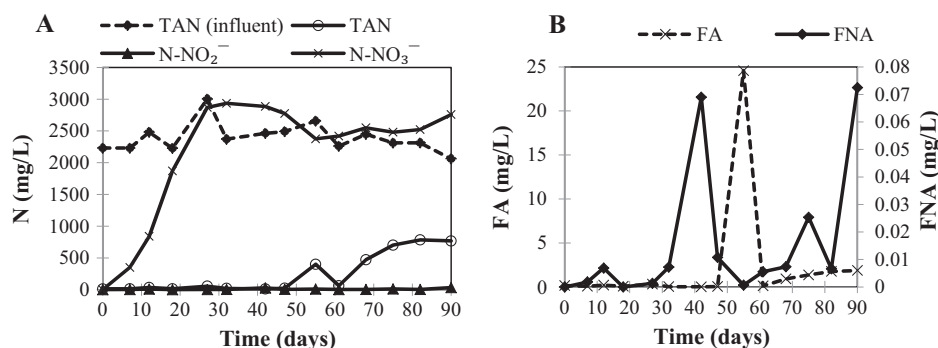 A
TAN (influent)
TAN
N-NO₂⁻
N-NO₃⁻
3500
3000
2500
2000
1500
1000
500
0
N (mg/L)
0 10 20 30 40 50 60 70 80 90
Time (days)
B
FA
FNA
25
20
15
10
5
0
FA (mg/L)
0.08
0.07
0.06
0.05
0.04
0.03
0.02
0.01
0
FNA (mg/L)
0 10 20 30 40 50 60 70 80 90
Time (days)